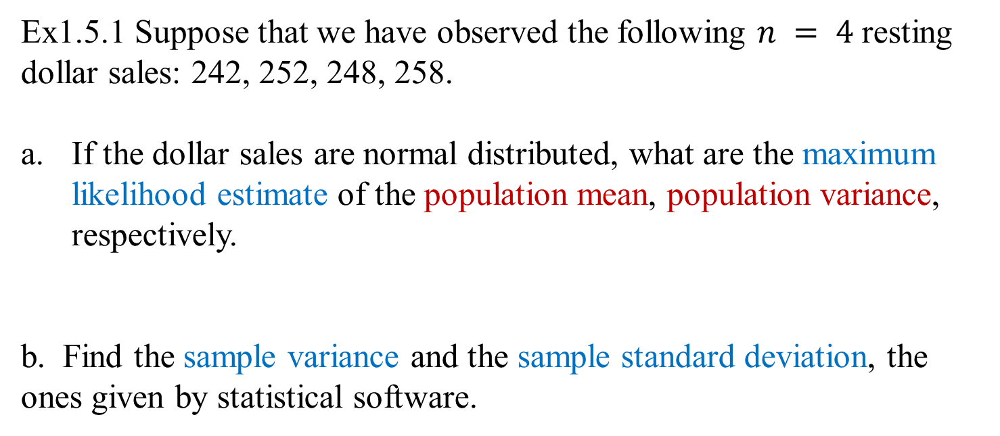 Ex1.5.1 Suppose that we have observed the following n = 4 resting
dollar sales: 242, 252, 248, 258.
a. If the dollar sales are normal distributed, what are the maximum
likelihood estimate of the population mean, population variance,
respectively.
b. Find the sample variance and the sample standard deviation, the
ones given by statistical software.